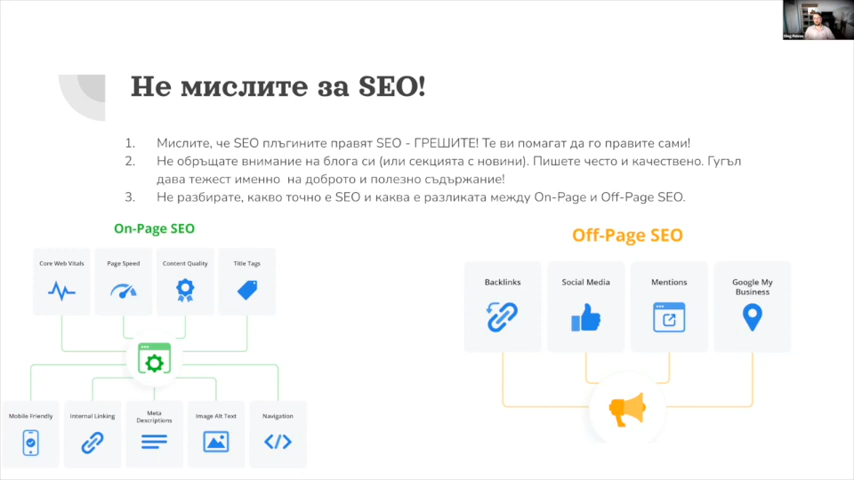 Не мислите за SEO!
1. Мислите, че SEO плъгините правят SEO - ГРЕШИТЕ! Те ви помагат да го правите сами!
2. Не обръщате внимание на блога си (или секцията с новини). Пишете често и качествено. Гугъл
дава тежест именно на доброто и полезно съдържание!
3. Не разбирате, какво точно е SEO и каква е разликата между On-Page и Off-Page SEO.
On-Page SEO
Core Web Vitals
Page Speed
Content Quality
Title Tags
Mobile Friendly
Internal Linking
Meta
Descriptions
Image Alt Text
Navigation
Off-Page SEO
Backlinks
Social Media
Mentions
Google My
Business